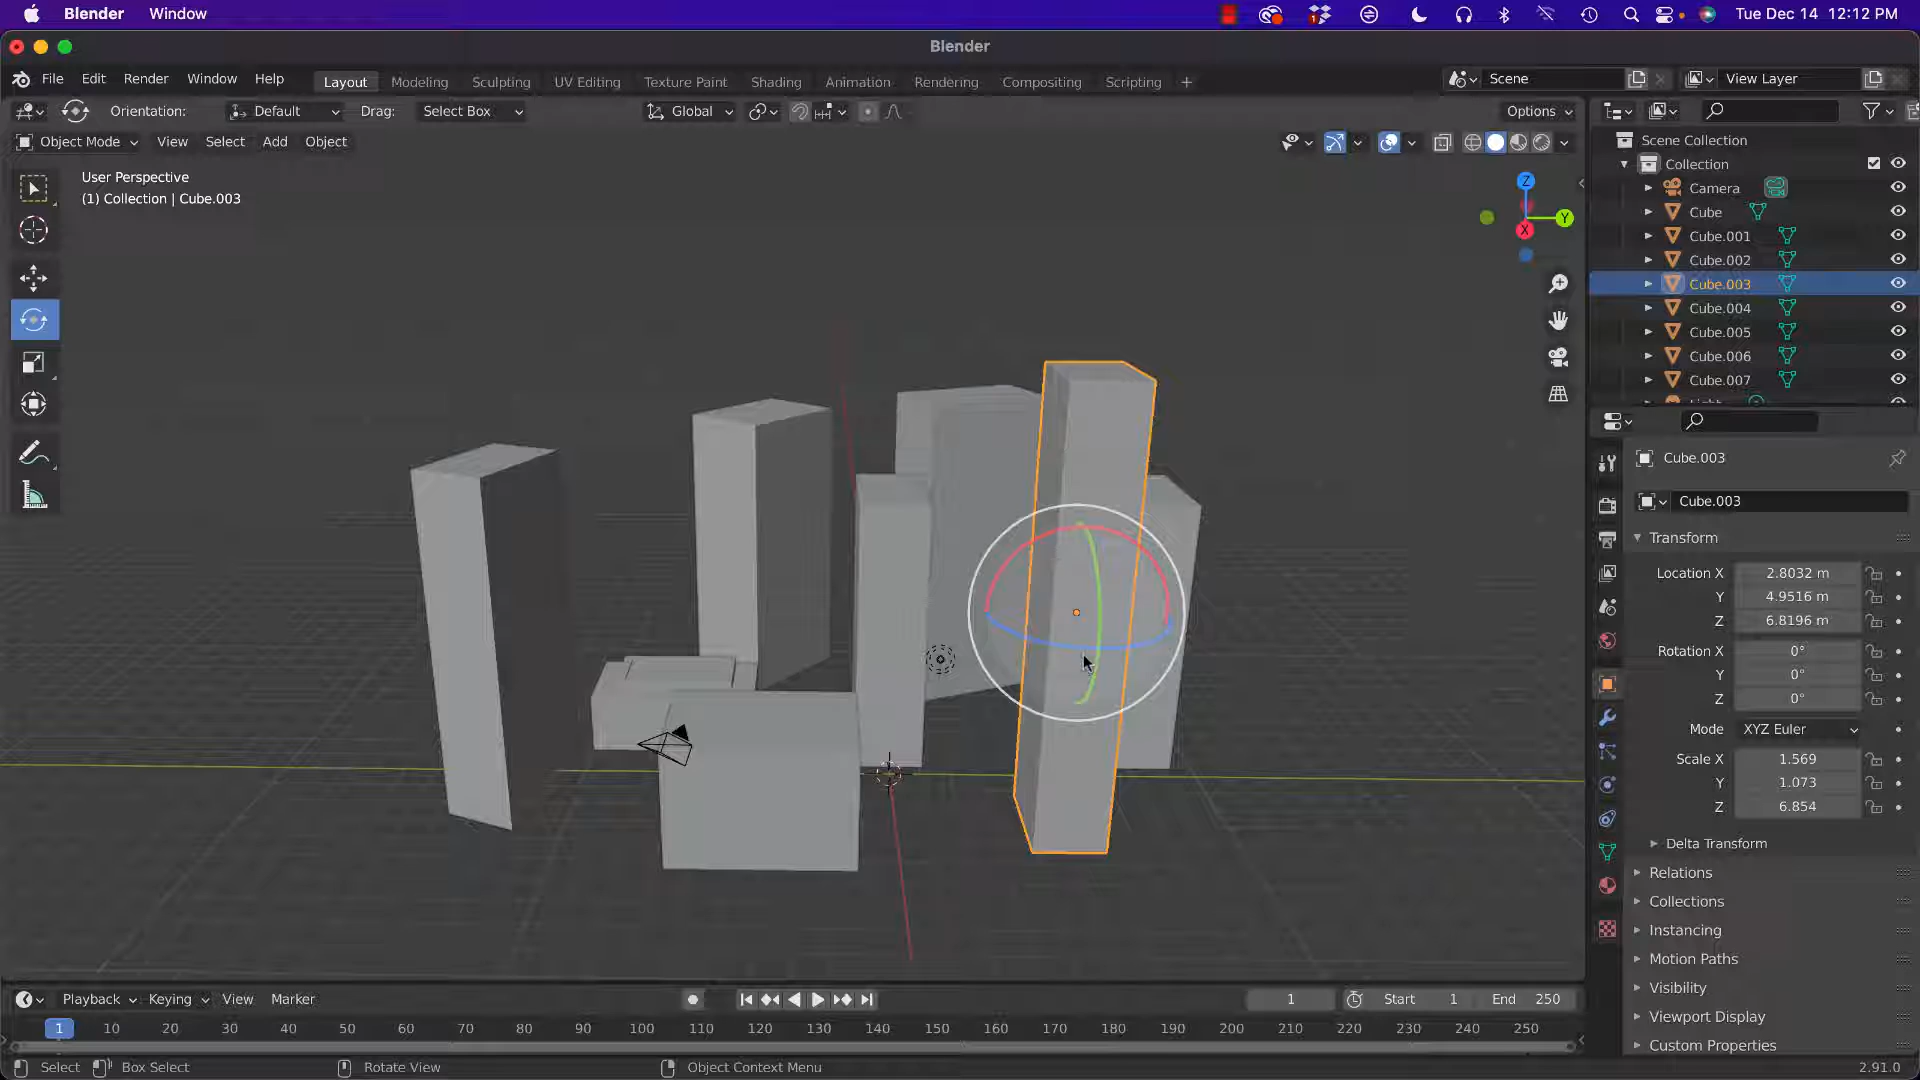 Blender Window
Tue Dec 14 12:12 PM
Blender
File Edit Render Window Help
Layout Modeling Sculpting UV Editing Texture Paint Shading Animation Rendering Compositing Scripting +
Scene
View Layer
Orientation: Default Drag: Select Box
Global
Options
Object Mode View Select Add Object
User Perspective
(1) Collection | Cube.003
Z
Y
X
Scene Collection
Collection
Camera
Cube
Cube.001
Cube.002
Cube.003
Cube.004
Cube.005
Cube.006
Cube.007
Light
Cube.003
Cube.003
Transform
Location X 2.8032 m
Y 4.9516 m
Z 6.8196 m
Rotation X 0°
Y 0°
Z 0°
Mode XYZ Euler
Scale X 1.569
Y 1.073
Z 6.854
Delta Transform
Relations
Collections
Instancing
Motion Paths
Visibility
Viewport Display
Custom Properties
Playback Keying View Marker
1 Start 1 End 250
1 10 20 30 40 50 60 70 80 90 100 110 120 130 140 150 160 170 180 190 200 210 220 230 240 250
Select Box Select Rotate View Object Context Menu
2.91.0